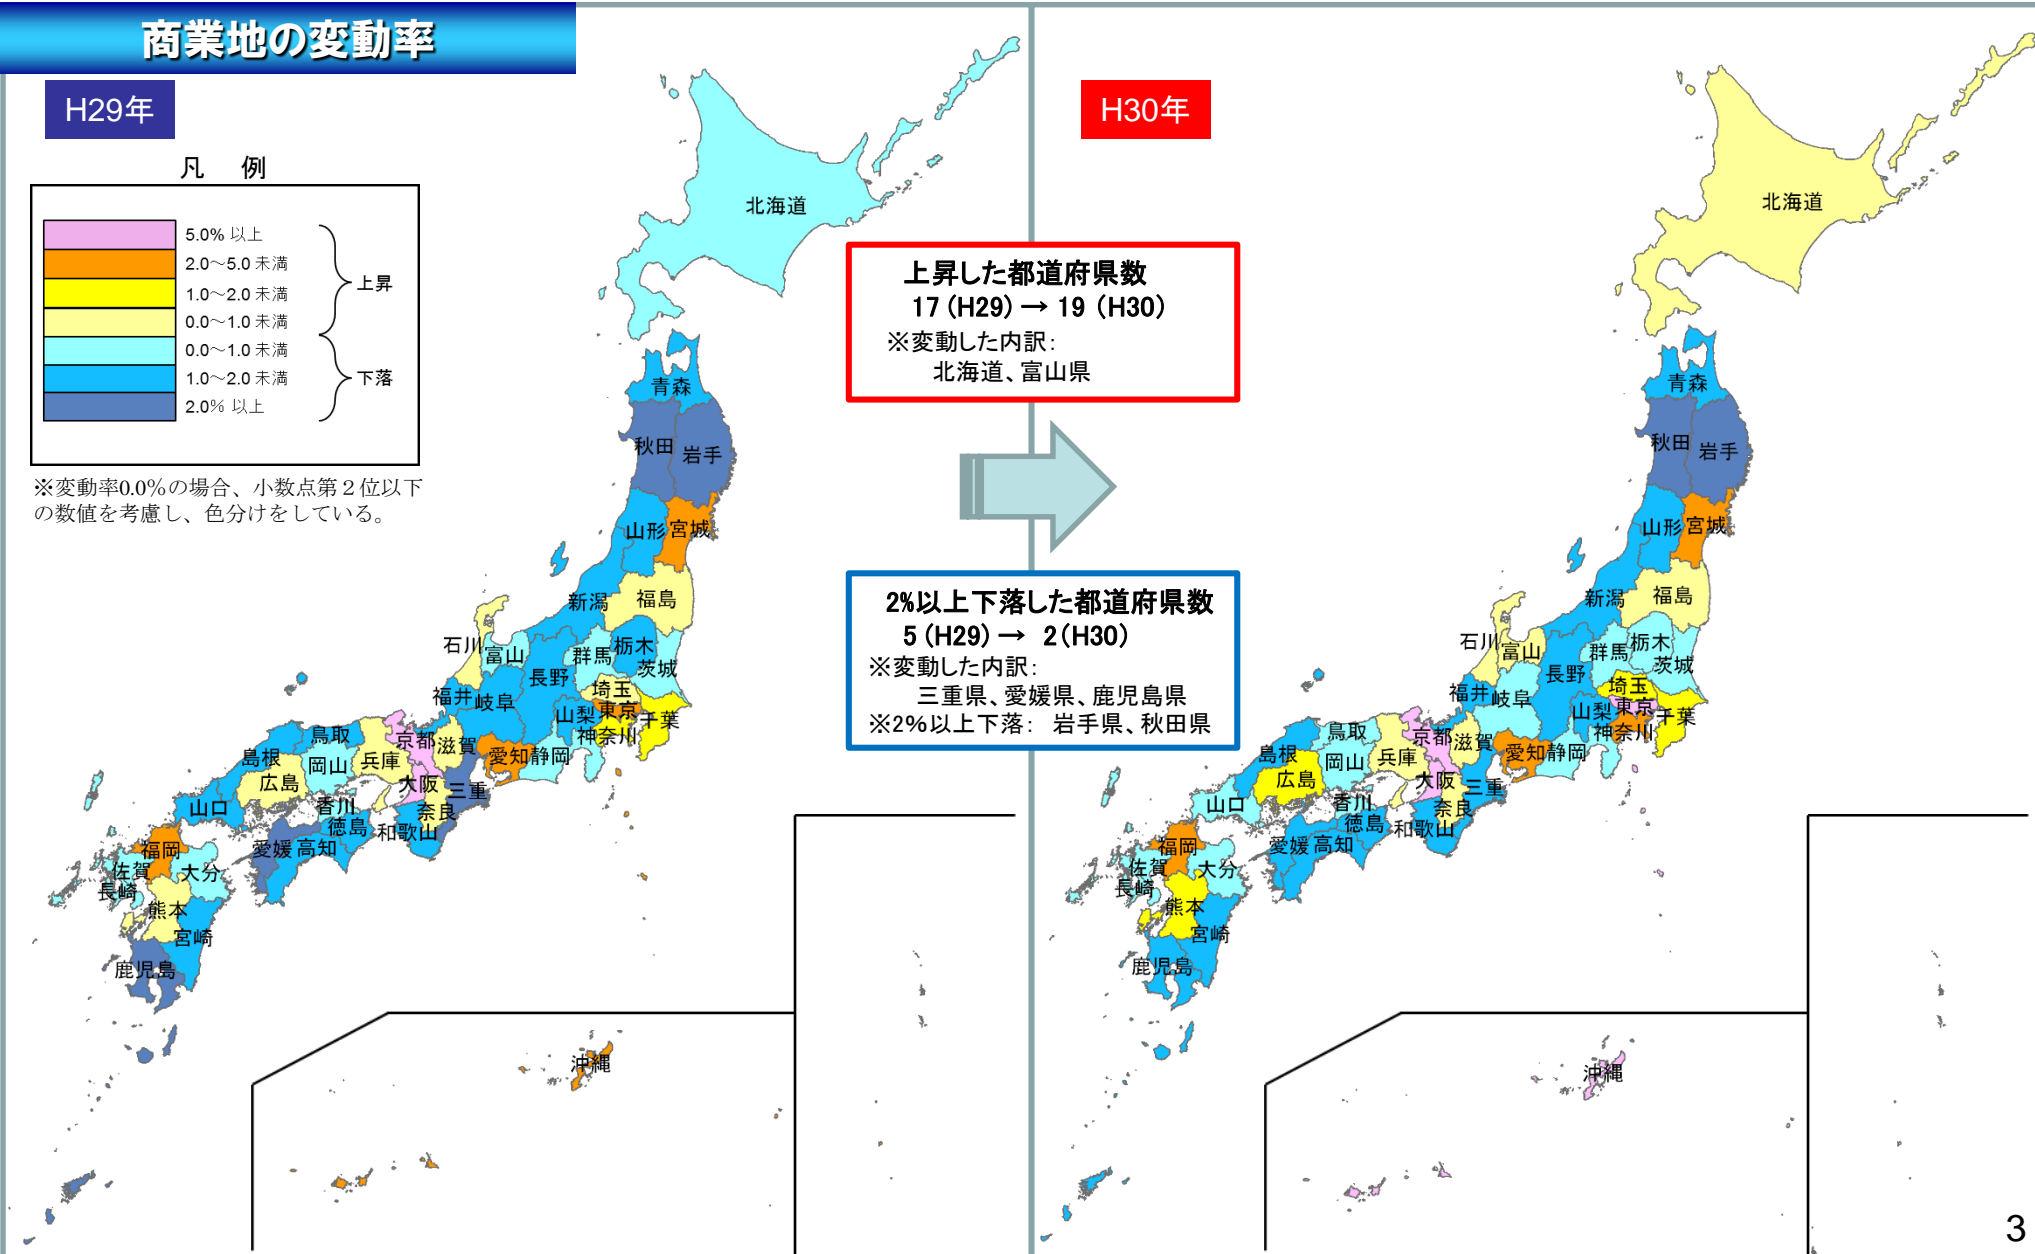 商業地の変動率
H29年
凡 例
5.0% 以上
2.0～5.0 未満
1.0～2.0 未満
0.0～1.0 未満
0.0～1.0 未満
1.0～2.0 未満
2.0% 以上
上昇
下落
※変動率0.0％の場合、小数点第２位以下
の数値を考慮し、色分けをしている。
北海道
青森
秋田
岩手
山形
宮城
新潟
福島
石川
富山
群馬
栃木
茨城
長野
埼玉
福井
岐阜
山梨
東京
千葉
神奈川
鳥取
京都
滋賀
愛知
静岡
島根
岡山
兵庫
広島
大阪
三重
山口
香川
奈良
徳島
和歌山
愛媛
高知
福岡
佐賀
大分
長崎
熊本
宮崎
鹿児島
沖縄
上昇した都道府県数
17（H29）→ 19（H30）
※変動した内訳：
北海道、富山県
2%以上下落した都道府県数
5（H29）→ 2（H30）
※変動した内訳：
三重県、愛媛県、鹿児島県
※2%以上下落： 岩手県、秋田県
H30年
北海道
青森
秋田
岩手
山形
宮城
新潟
福島
石川
富山
群馬
栃木
茨城
長野
埼玉
福井
岐阜
山梨
東京
千葉
神奈川
鳥取
京都
滋賀
愛知
静岡
島根
岡山
兵庫
広島
大阪
三重
山口
香川
奈良
徳島
和歌山
愛媛
高知
福岡
佐賀
大分
長崎
熊本
宮崎
鹿児島
沖縄
3